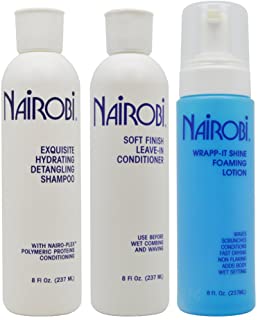 NAIROBI
EXQUISITE
HYDRATING
DETANGLING
SHAMPOO
WITH NAIRO-PLEX
POLYMERIC PROTEINS
CONDITIONING
8 Fl. Oz. (237 ML)
NAIROBI
SOFT FINISH
LEAVE-IN
CONDITIONER
USE BEFORE
WET COMBING
AND WAVING
8 Fl. Oz. (237 ML)
NAIROBI
WRAPP-IT SHINE
FOAMING
LOTION
WRAPS
SCRUNCHES
CONDITIONS
FAST DRYING
NON FLAKING
ADDS BODY
WET SETTING
8 fl. Oz. (237ML)